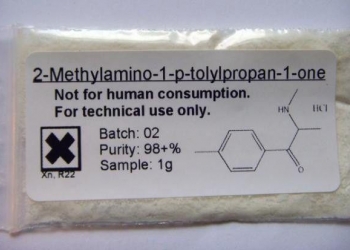 2-Methylamino-1-p-tolylpropan-1-one
Not for human consumption.
For technical use only.
Batch: 02
Purity: 98+%
Sample: 1g
Xn, R22
HN
HCl
O